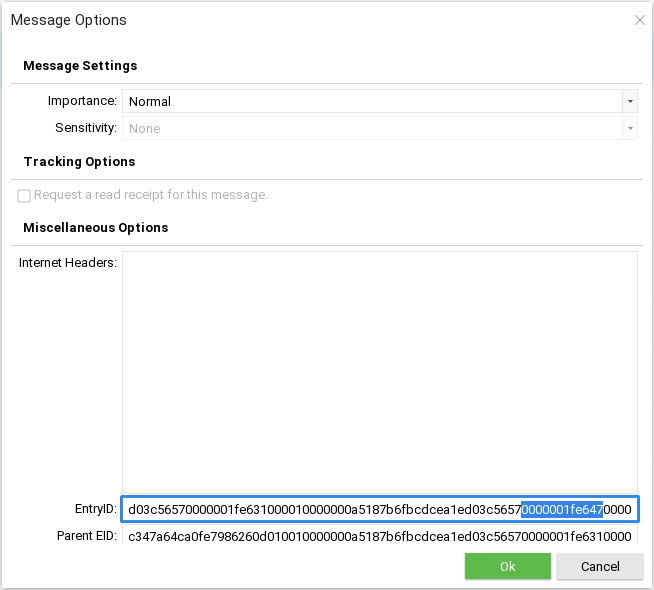 Message Options
Message Settings
Importance: Normal
Sensitivity: None
Tracking Options
Request a read receipt for this message.
Miscellaneous Options
Internet Headers:
EntryID: d03c56570000001fe631000010000000a5187b6fbcdcea1ed03c56570000001fe6470000
Parent EID: c347a64ca0fe7986260d010010000000a5187b6fbcdcea1ed03c56570000001fe6310000
Ok Cancel